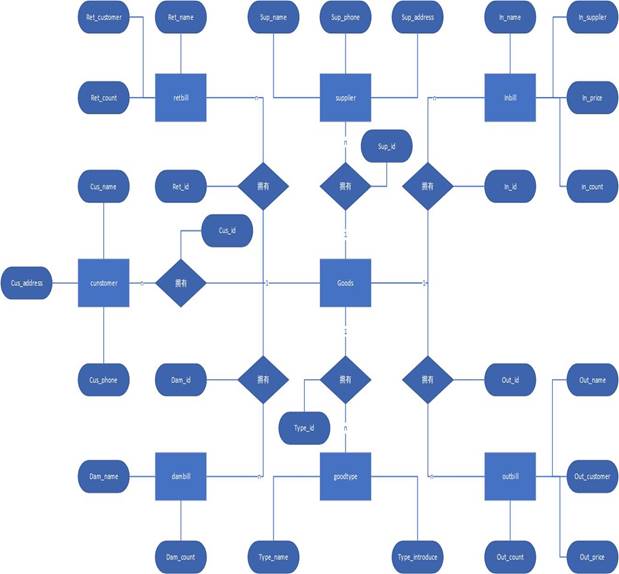 Ret_customer
Ret_name
Sup_name
Sup_phone
Sup_address
In_name
In_supplier
Ret_count
retbill
n
supplier
n
Inbill
In_price
n
Sup_id
Cus_name
Ret_id
拥有
拥有
拥有
In_id
In_count
Cus_id
1
Cus_address
cunstomer
n
拥有
1
Goods
1
1
Cus_phone
Dam_id
拥有
拥有
拥有
Out_id
Out_name
Type_id
n
Dam_name
dambill
n
goodtype
n
outbill
Out_customer
Dam_count
Type_name
Type_introduce
Out_count
Out_price